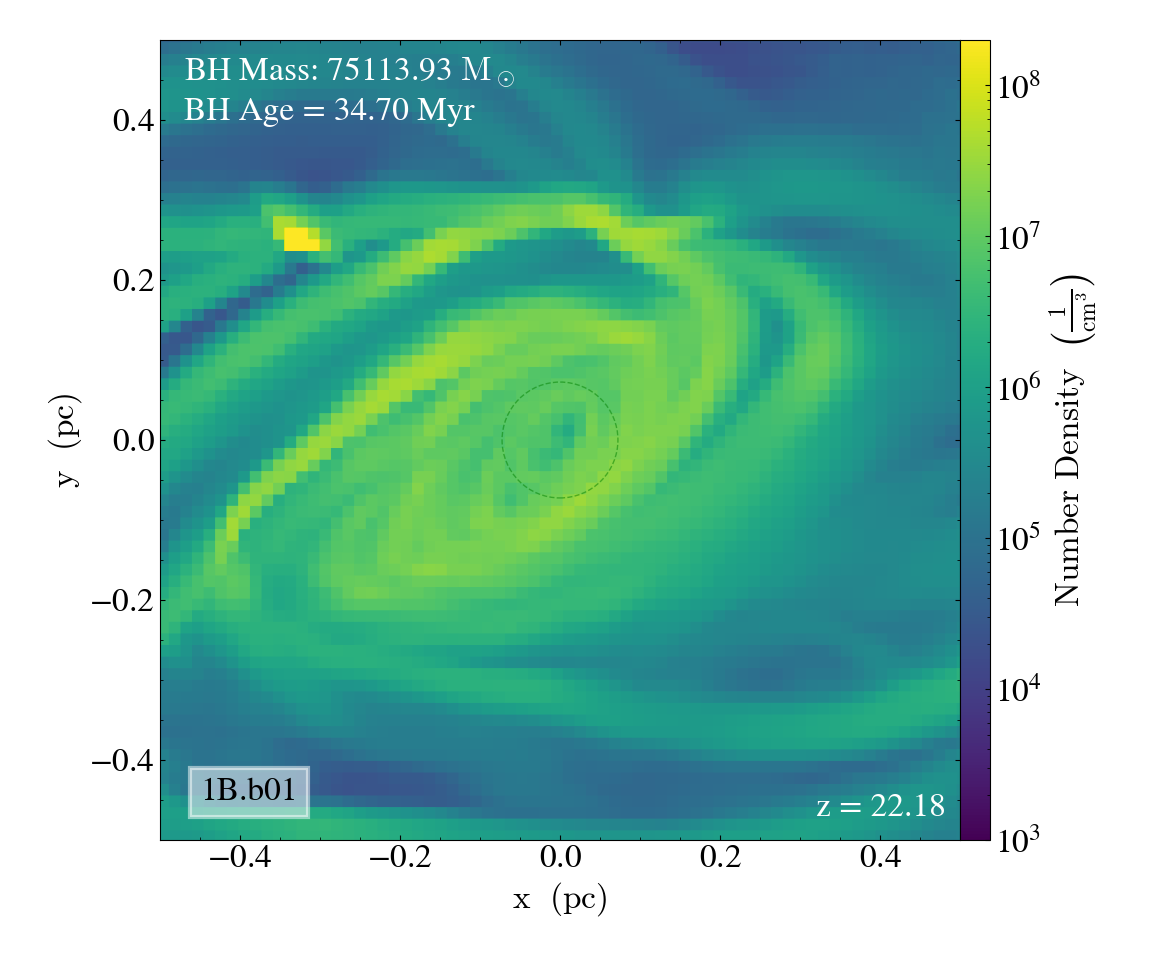 BH Mass: 75113.93 M⊙
BH Age = 34.70 Myr
0.4
0.2
0.0
−0.2
−0.4
y (pc)
1B.b01
z = 22.18
−0.4 −0.2 0.0 0.2 0.4
x (pc)
10⁸
10⁷
10⁶
10⁵
10⁴
10³
Number Density (1/cm³)